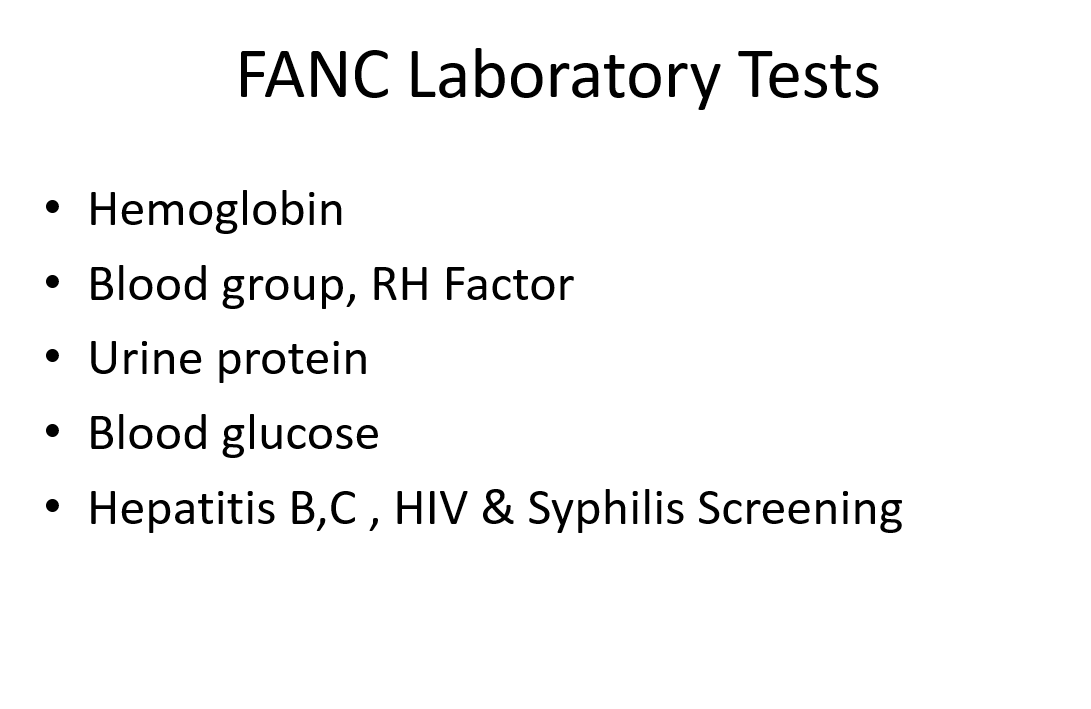 FANC Laboratory Tests
• Hemoglobin
• Blood group, RH Factor
• Urine protein
• Blood glucose
• Hepatitis B,C , HIV & Syphilis Screening